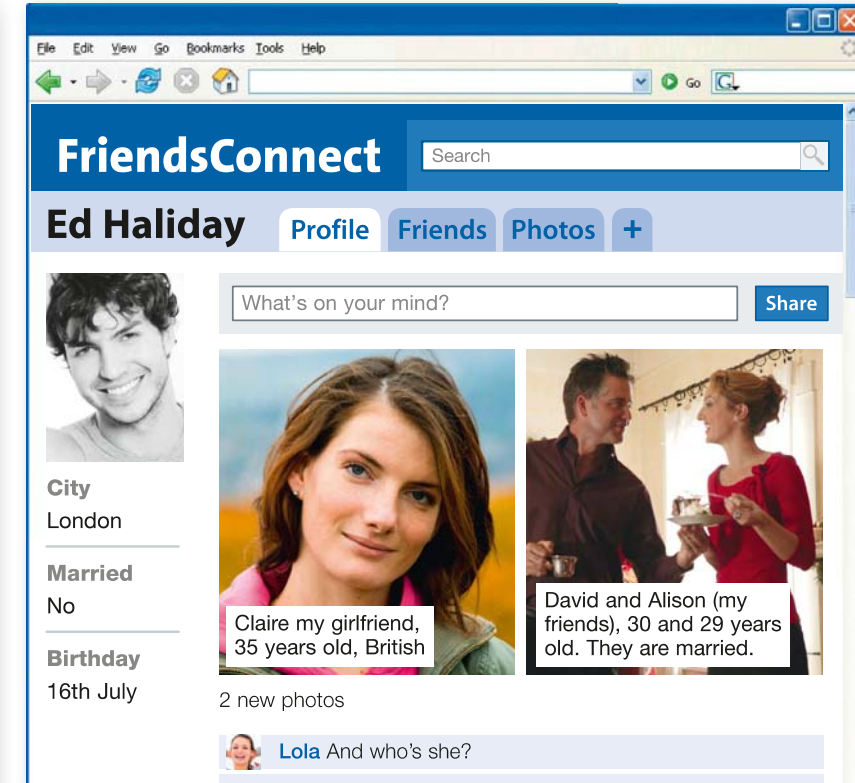 File Edit View Go Bookmarks Tools Help
Go G
FriendsConnect
Search
Ed Haliday
Profile Friends Photos +
What's on your mind?
Share
City
London
Married
No
Birthday
16th July
Claire my girlfriend,
35 years old, British
David and Alison (my
friends), 30 and 29 years
old. They are married.
2 new photos
Lola And who's she?